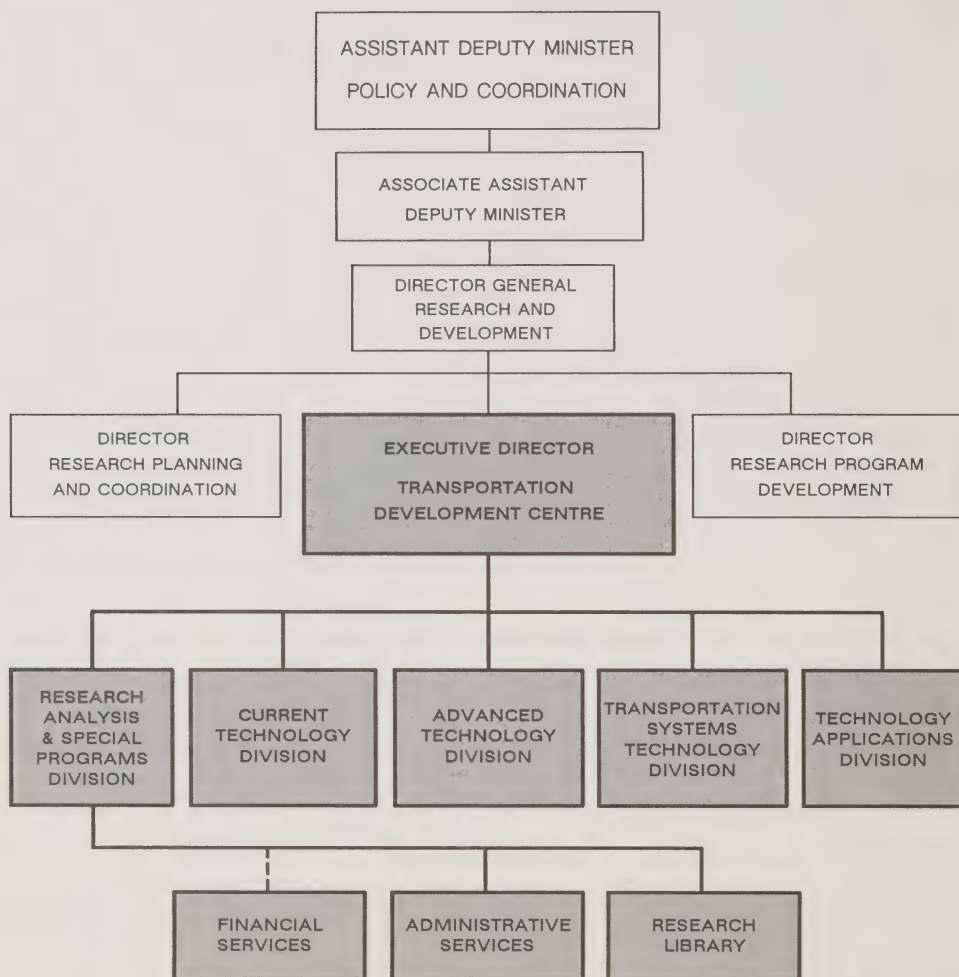 ASSISTANT DEPUTY MINISTER
POLICY AND COORDINATION
ASSOCIATE ASSISTANT
DEPUTY MINISTER
DIRECTOR GENERAL
RESEARCH AND
DEVELOPMENT
DIRECTOR
RESEARCH PLANNING
AND COORDINATION
EXECUTIVE DIRECTOR
TRANSPORTATION
DEVELOPMENT CENTRE
DIRECTOR
RESEARCH PROGRAM
DEVELOPMENT
RESEARCH
ANALYSIS
& SPECIAL
PROGRAMS
DIVISION
CURRENT
TECHNOLOGY
DIVISION
ADVANCED
TECHNOLOGY
DIVISION
TRANSPORTATION
SYSTEMS
TECHNOLOGY
DIVISION
TECHNOLOGY
APPLICATIONS
DIVISION
FINANCIAL
SERVICES
ADMINISTRATIVE
SERVICES
RESEARCH
LIBRARY